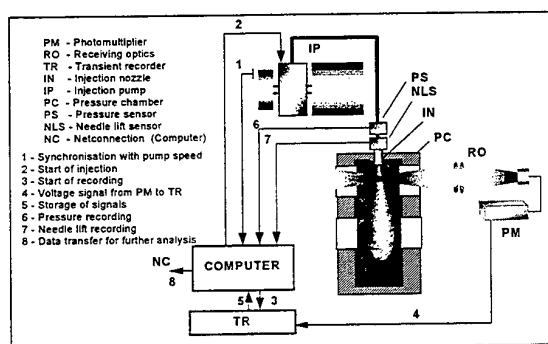 PM - Photomultiplier
RO - Receiving optics
TR - Transient recorder
IN - Injection nozzle
IP - Injection pump
PC - Pressure chamber
PS - Pressure sensor
NLS - Needle lift sensor
NC - Netconnection (Computer)
1 - Synchronisation with pump speed
2 - Start of injection
3 - Start of recording
4 - Voltage signal from PM to TR
5 - Storage of signals
6 - Pressure recording
7 - Needle lift recording
8 - Data transfer for further analysis
2
IP
1
PS
NLS
6
IN
7
PC
RO
PM
NC
8
COMPUTER
5
3
4
TR